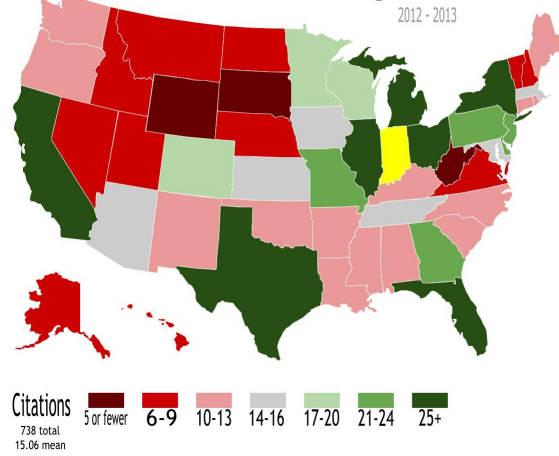 2012 - 2013
Citations
738 total
15.06 mean
5 or fewer
6-9
10-13
14-16
17-20
21-24
25+